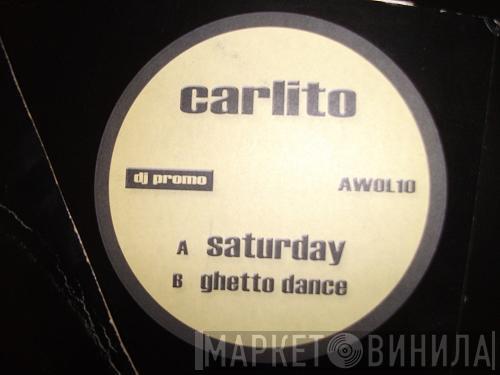 carlito
dj promo AWOL10
A saturday
B ghetto dance
МАРКЕТ ВИНИЛА